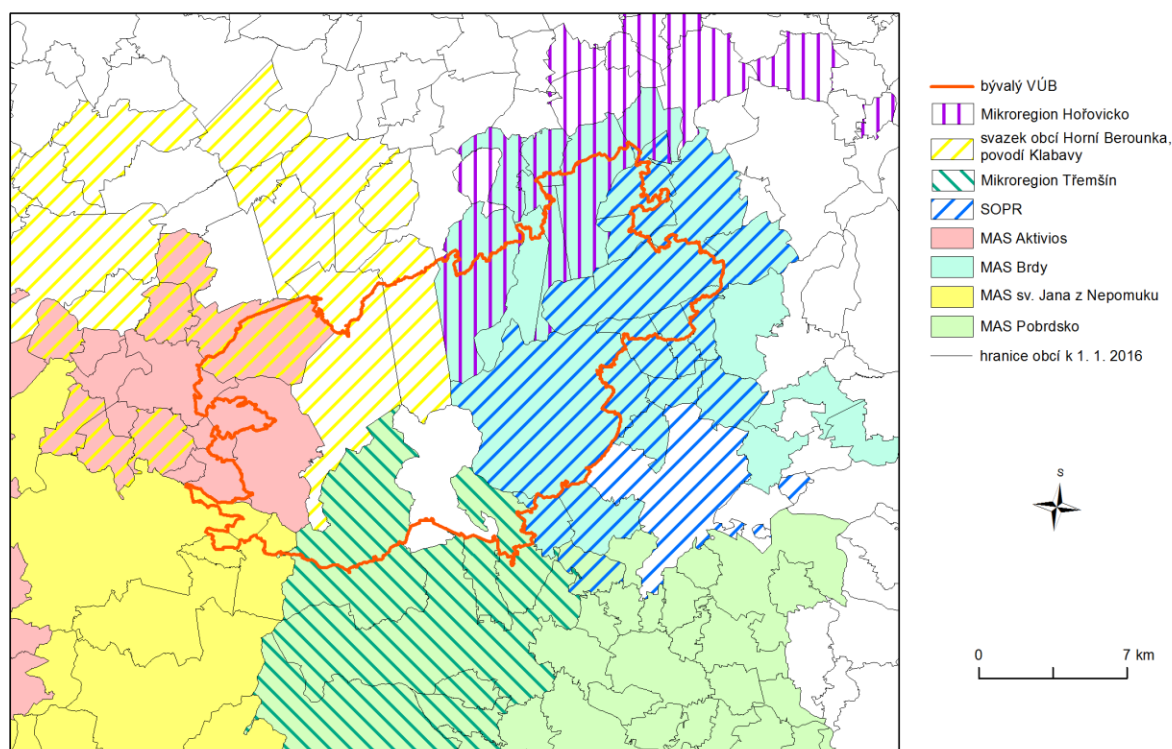 bývalý VÚB
Mikroregion Hořovicko
svazek obcí Horní Berounka,
povodí Klabavy
Mikroregion Třemšín
SOPR
MAS Aktivios
MAS Brdy
MAS sv. Jana z Nepomuku
MAS Pobrdsko
hranice obcí k 1. 1. 2016
S
0 7 km